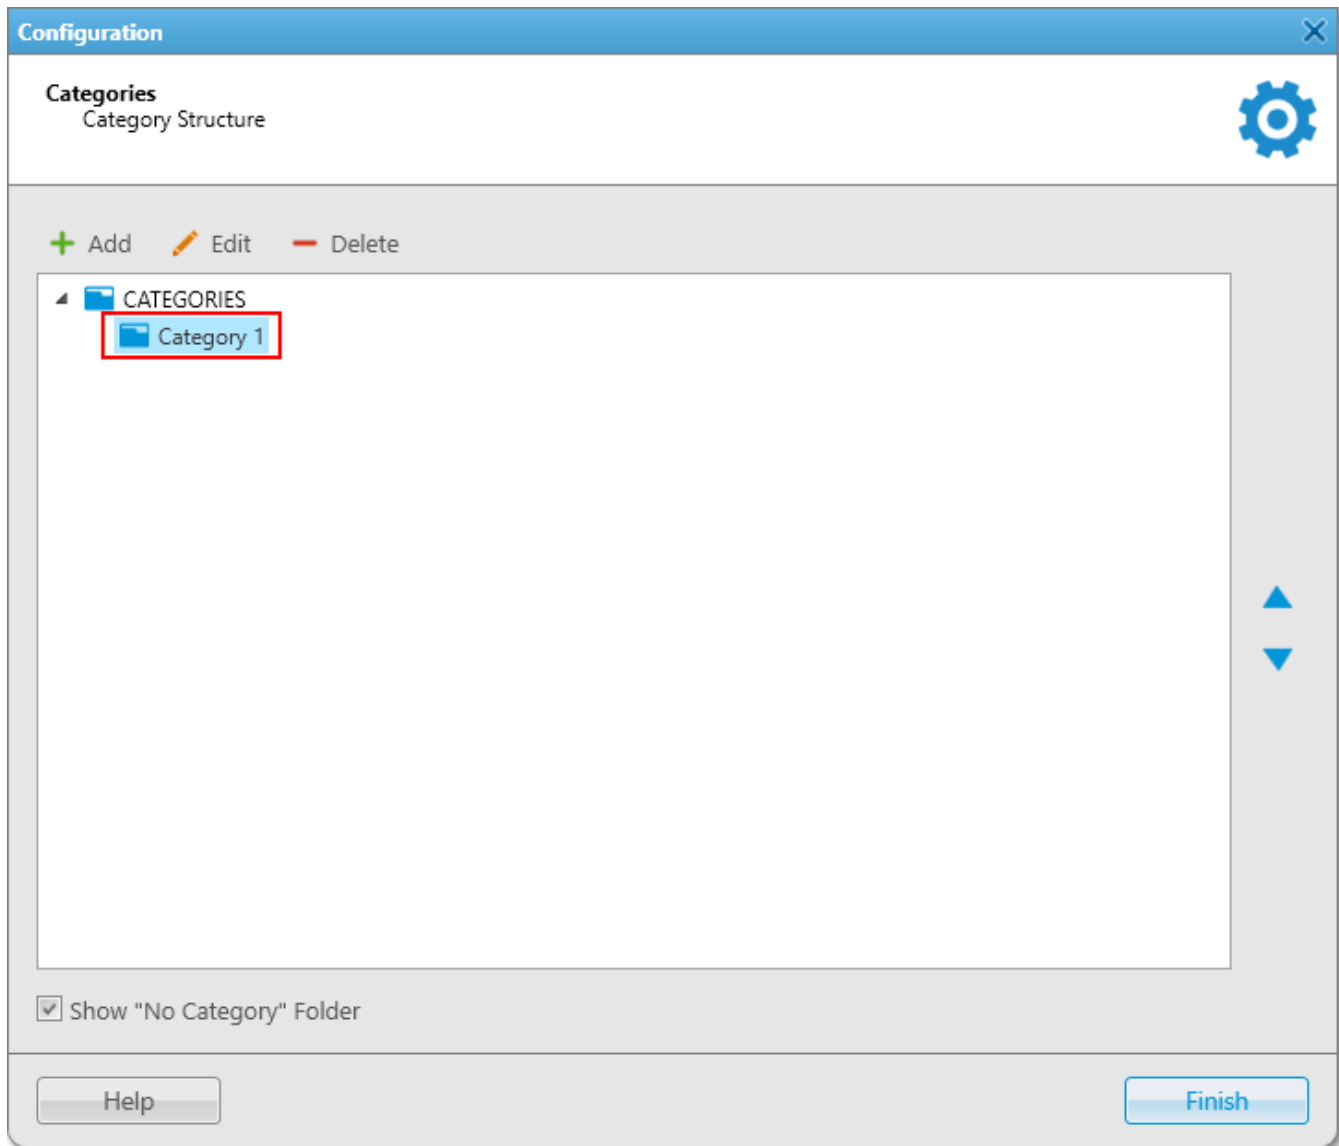 Configuration
Categories
Category Structure
Add Edit Delete
CATEGORIES
Category 1
Show "No Category" Folder
Help Finish